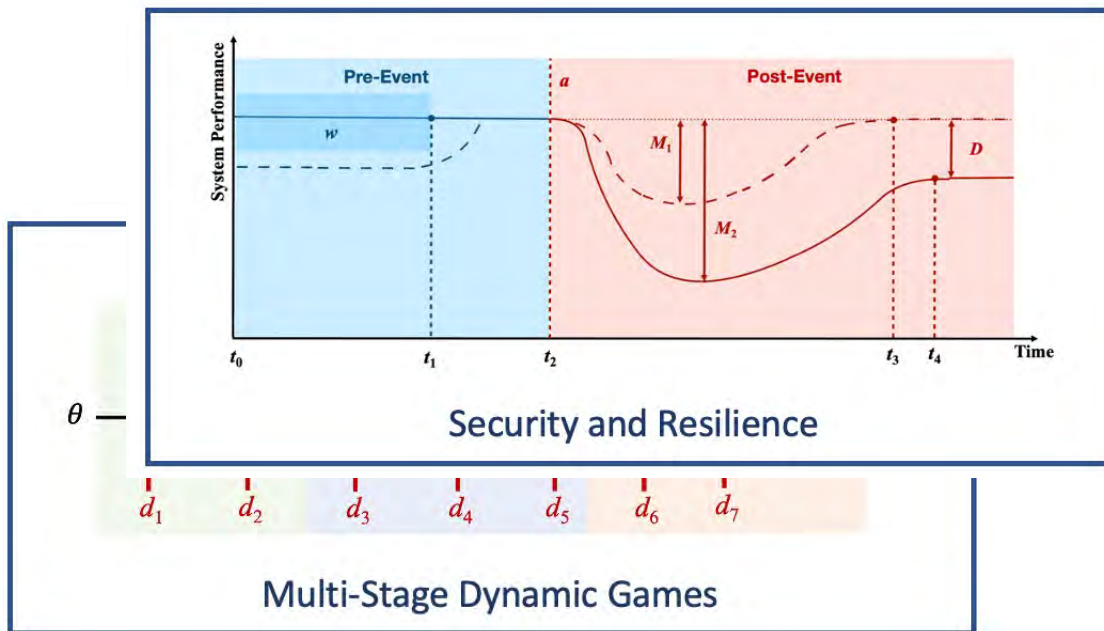 Pre-Event
Post-Event
a
System Performance
w
M1
M2
D
t0
t1
t2
t3
t4
Time
Security and Resilience
θ
d1
d2
d3
d4
d5
d6
d7
Multi-Stage Dynamic Games